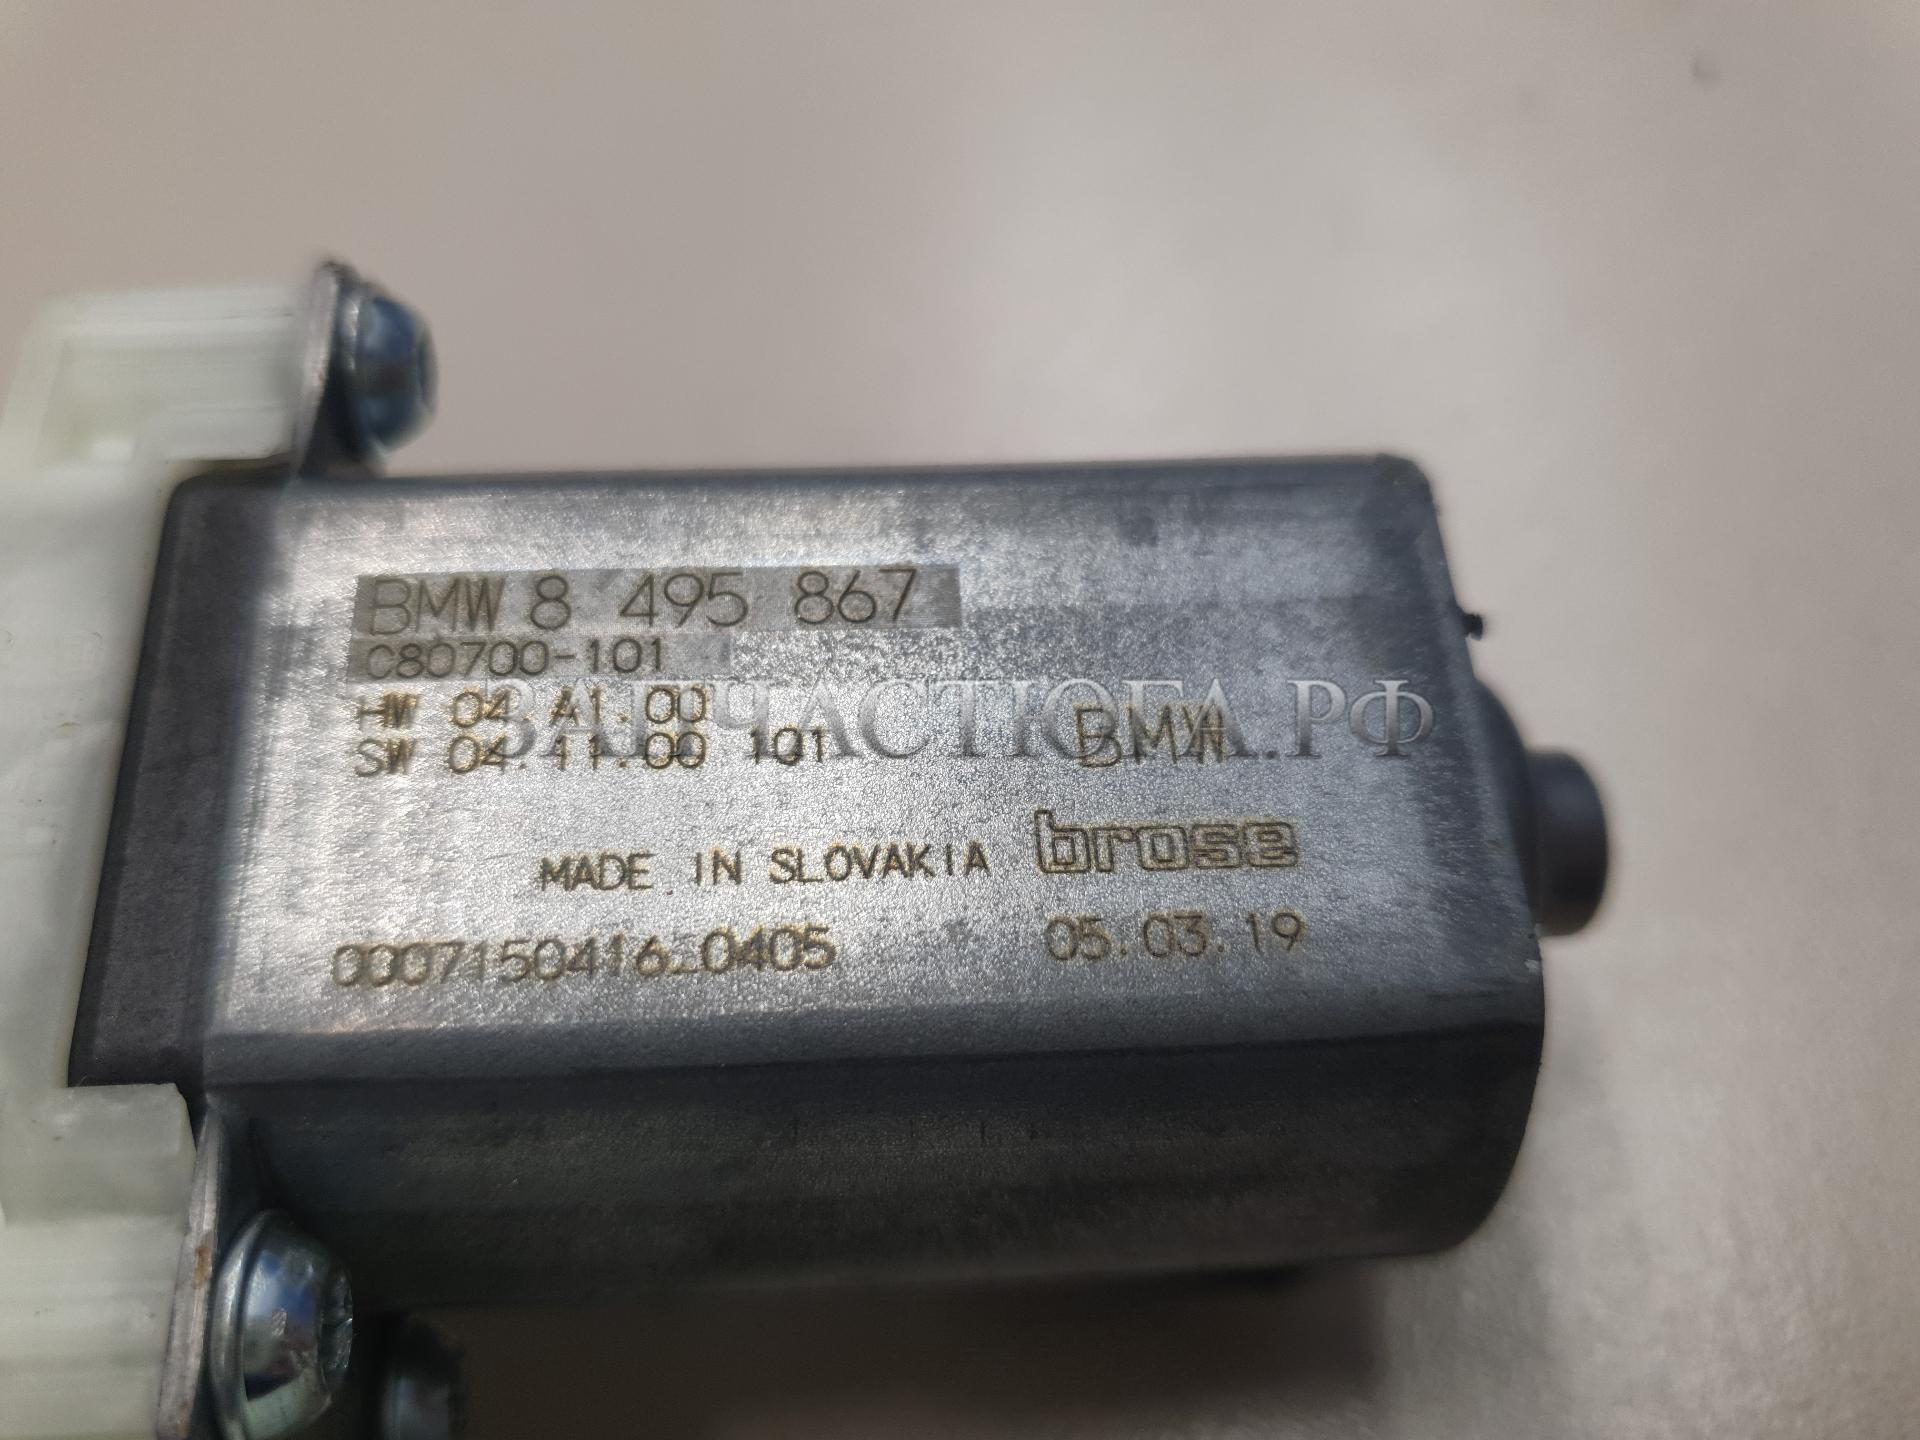 BMW 8 495 867
C80700-101
HW 04.A1.00
SW 04.11.00 101
BMW
ЗАПЧАСТЮГА.РФ
MADE IN SLOVAKIA
brose
0007150416_0405
05.03.19